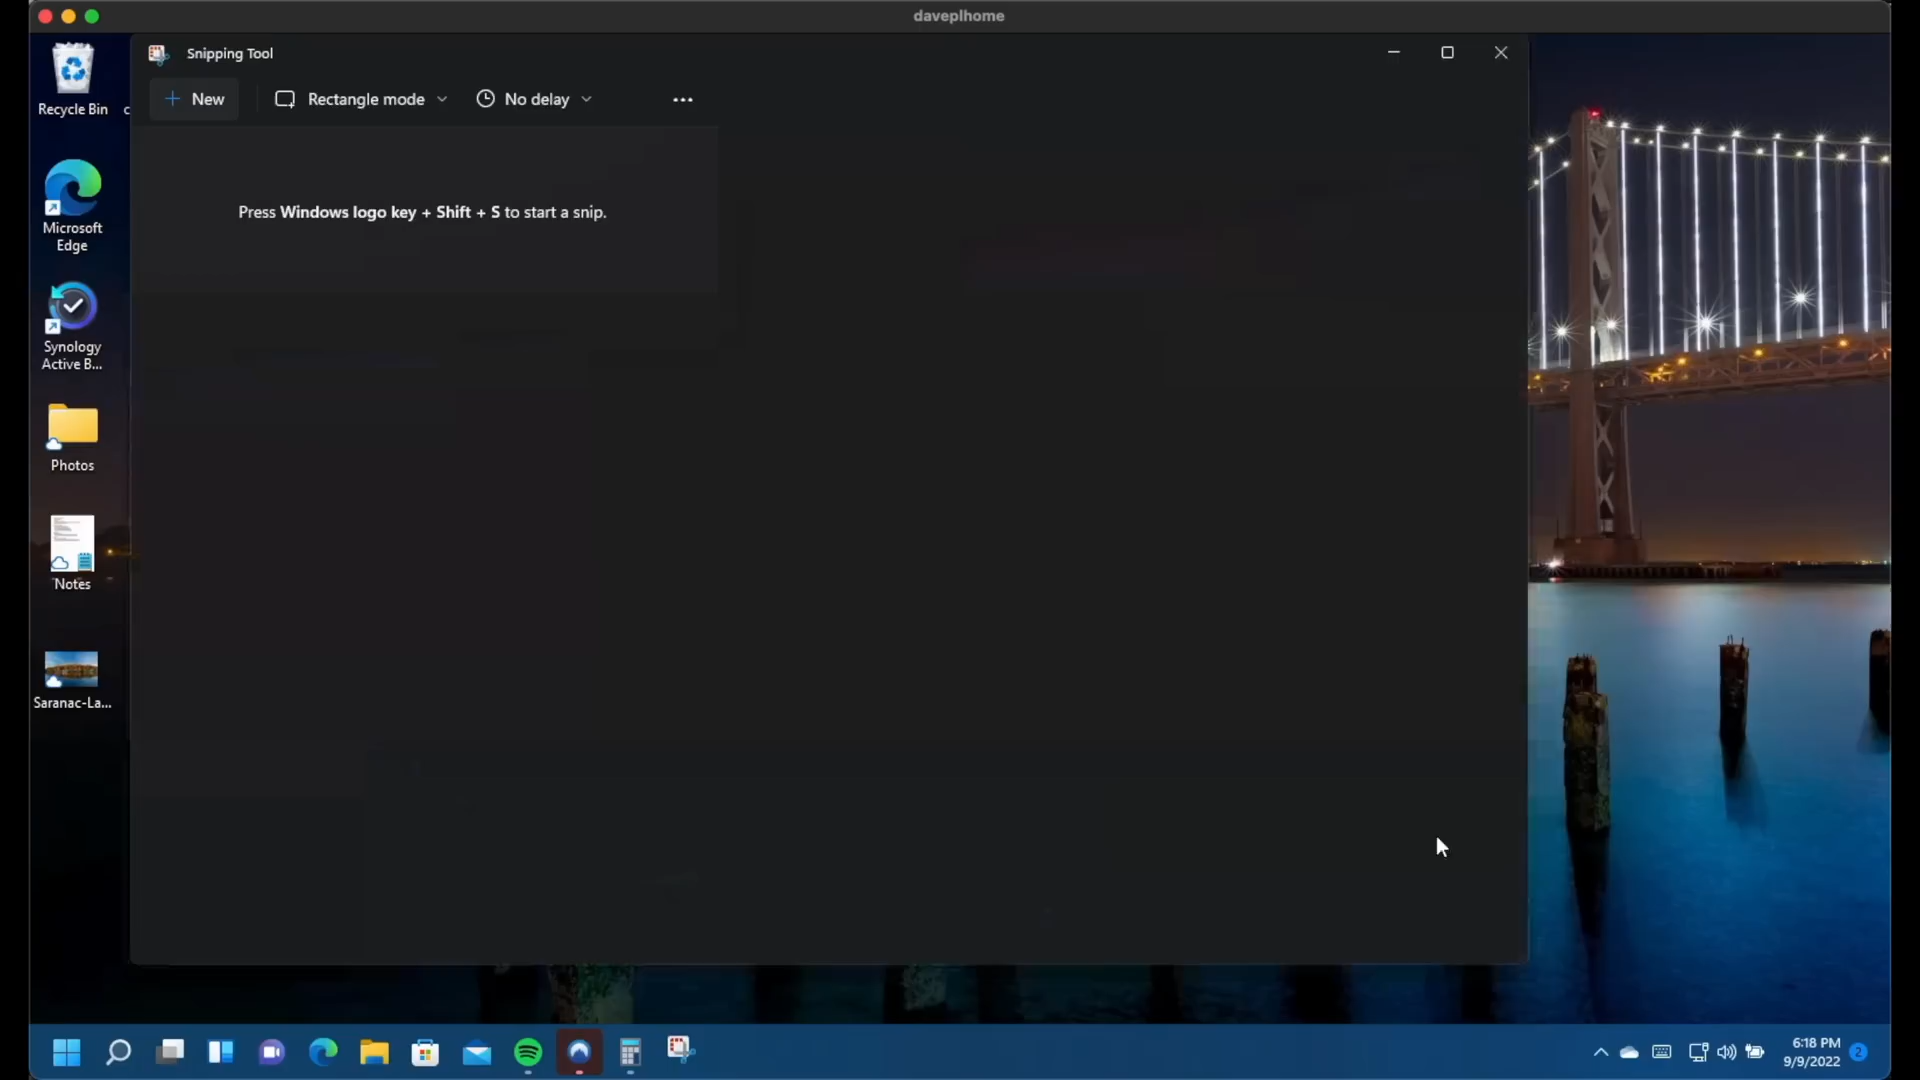 daveplhome
Snipping Tool
New
Rectangle mode
No delay
Press Windows logo key + Shift + S to start a snip.
Recycle Bin
c
Microsoft
Edge
Synology
Active B...
Photos
Notes
Saranac-La...
6:18 PM
9/9/2022
2